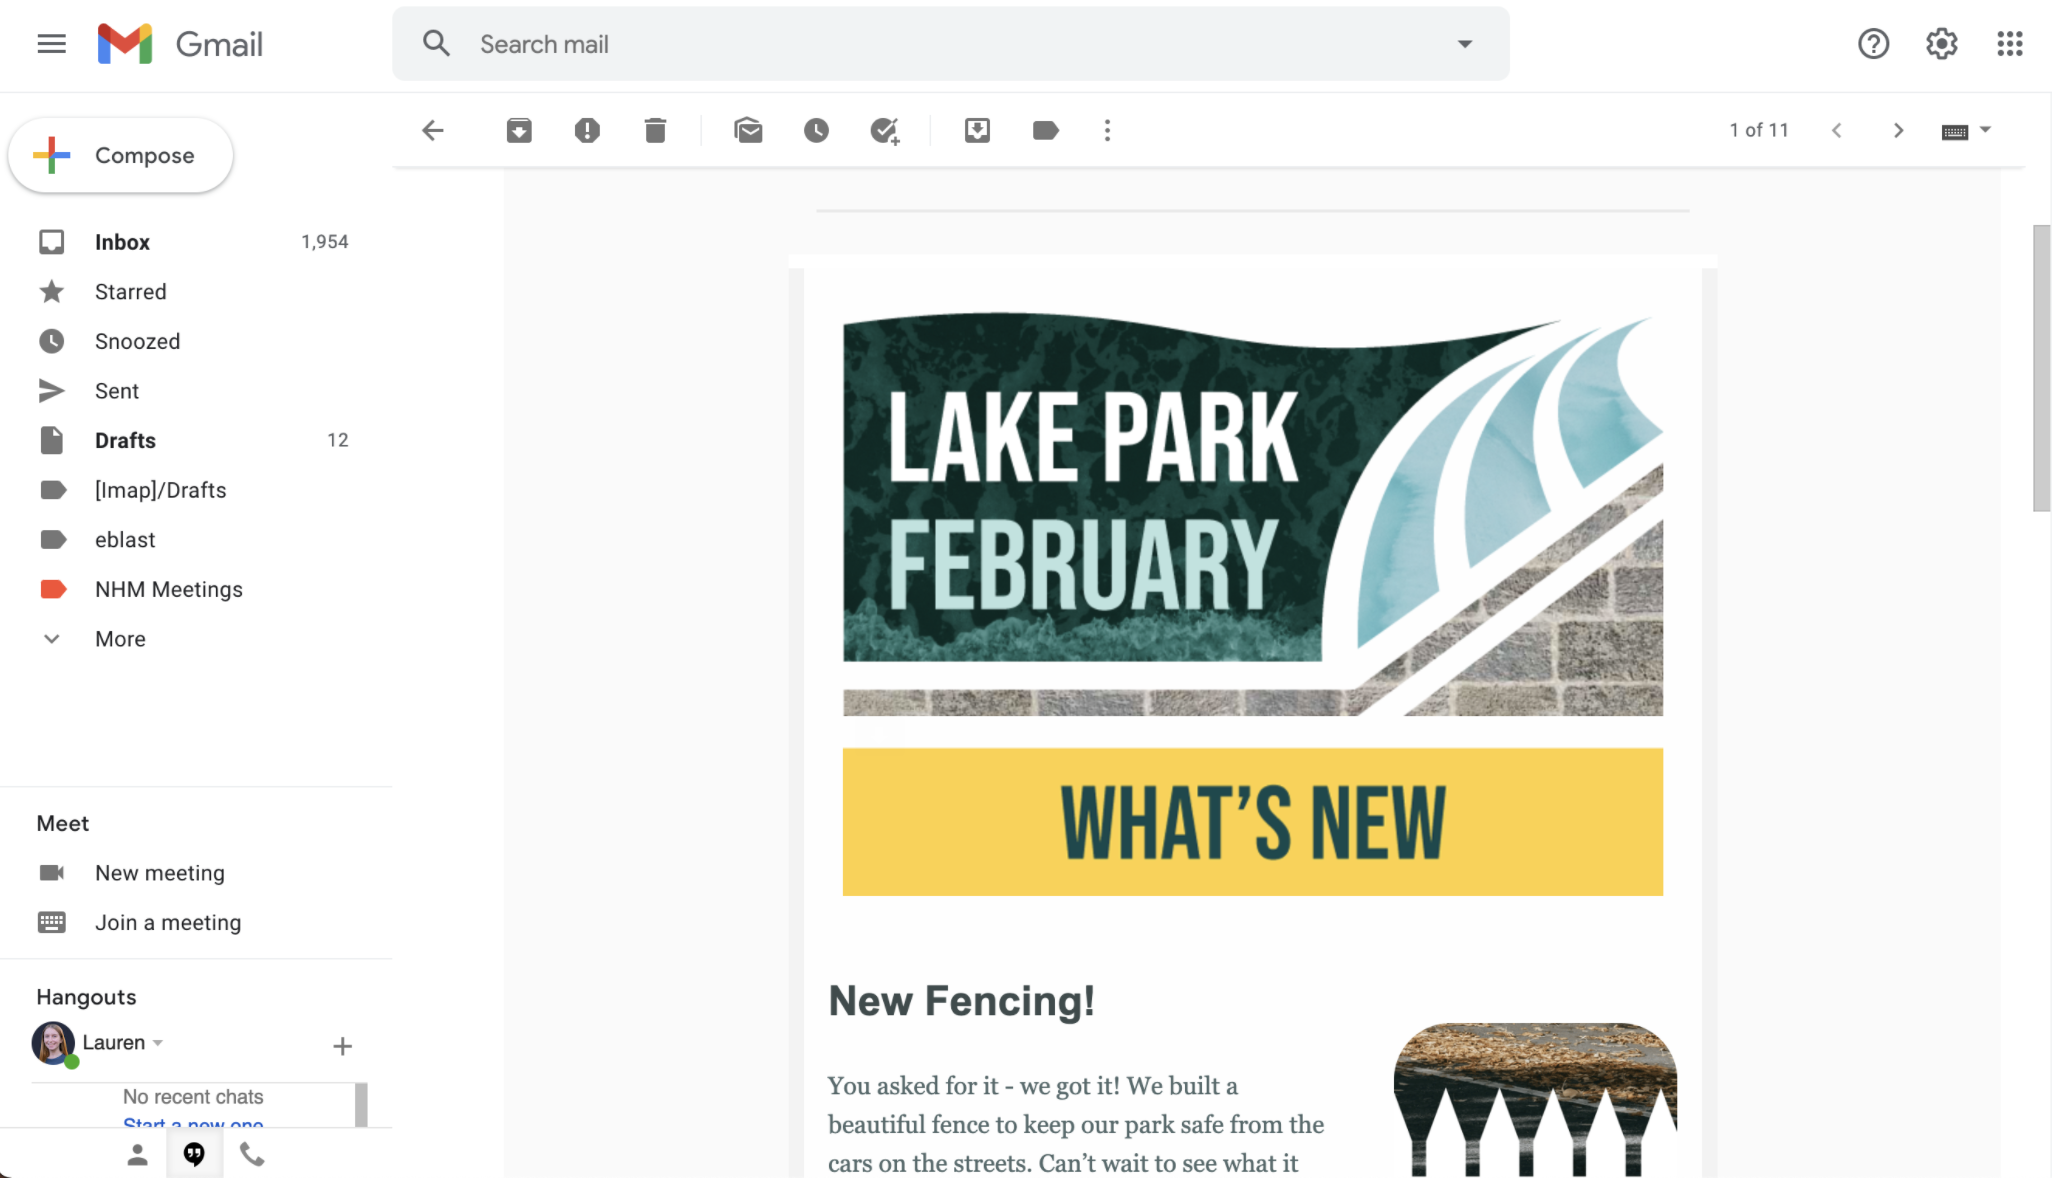 Gmail
Search mail
Compose
1 of 11
Inbox 1,954
Starred
Snoozed
Sent
Drafts 12
[Imap]/Drafts
eblast
NHM Meetings
More
Meet
New meeting
Join a meeting
Hangouts
Lauren
No recent chats
Start a new one
LAKE PARK
FEBRUARY
WHAT’S NEW
New Fencing!
You asked for it - we got it! We built a
beautiful fence to keep our park safe from the
cars on the streets. Can’t wait to see what it